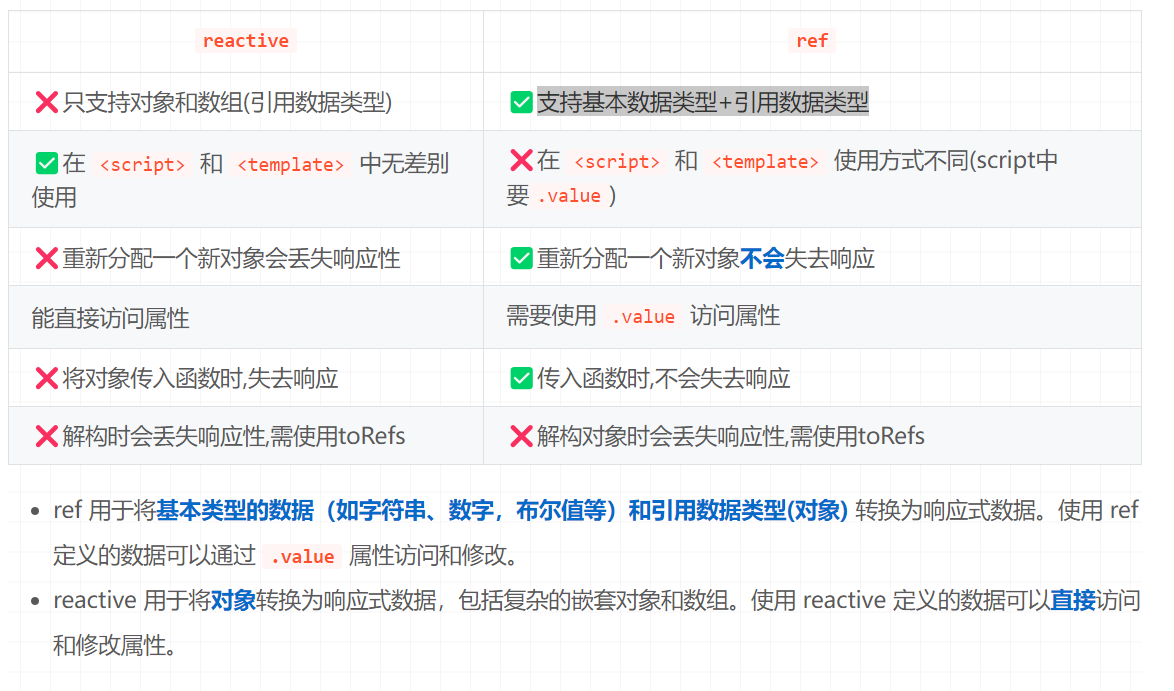 reactive
ref
❌只支持对象和数组(引用数据类型)
✅支持基本数据类型+引用数据类型
✅在 <script> 和 <template> 中无差别
使用
❌在 <script> 和 <template> 使用方式不同(script中
要 .value )
❌重新分配一个新对象会丢失响应性
✅重新分配一个新对象不会失去响应
能直接访问属性
需要使用 .value 访问属性
❌将对象传入函数时,失去响应
✅传入函数时,不会失去响应
❌解构时会丢失响应性,需使用toRefs
❌解构对象时会丢失响应性,需使用toRefs
• ref 用于将基本类型的数据（如字符串、数字，布尔值等）和引用数据类型(对象) 转换为响应式数据。使用 ref
定义的数据可以通过 .value 属性访问和修改。
• reactive 用于将对象转换为响应式数据，包括复杂的嵌套对象和数组。使用 reactive 定义的数据可以直接访问
和修改属性。